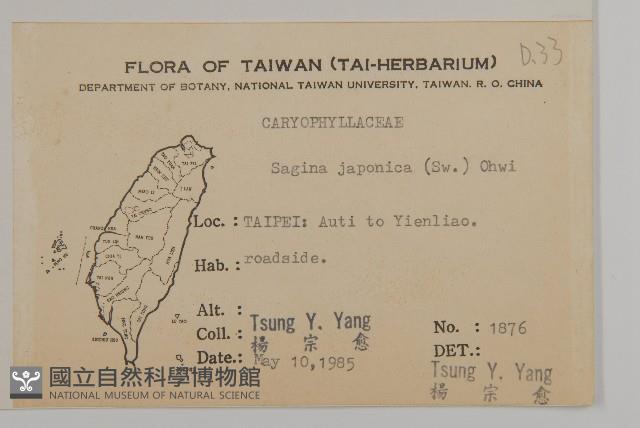 D.33
FLORA OF TAIWAN (TAI-HERBARIUM)
DEPARTMENT OF BOTANY, NATIONAL TAIWAN UNIVERSITY, TAIWAN. R. O. CHINA
CARYOPHYLLACEAE
Sagina japonica (Sw.) Ohwi
Loc. : TAIPEI: Auti to Yienliao.
Hab. : roadside.
Alt. :
Coll. : Tsung Y. Yang
楊 宗 愈
Date.: May 10,1985
No. : 1876
DET.:
Tsung Y. Yang
楊 宗 愈
國立自然科學博物館
NATIONAL MUSEUM OF NATURAL SCIENCE